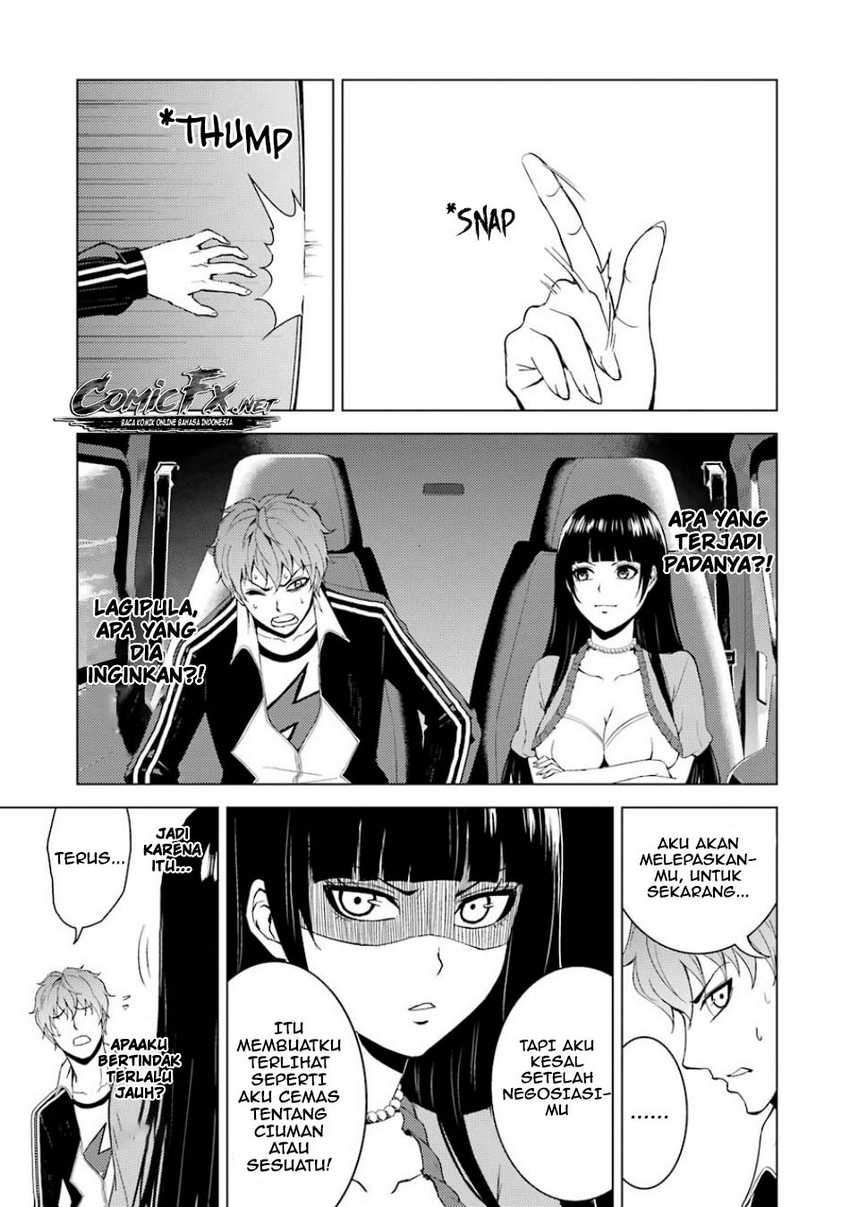 *SNAP
*THUMP
COMICFX.NET
BACA KOMIK ONLINE BAHASA INDONESIA
APA YANG
TERJADI
PADANYA?!
LAGIPULA,
APA YANG
DIA
INGINKAN?!
AKU AKAN
MELEPASKAN-
MU, UNTUK
SEKARANG...
......
TAPI AKU
KESAL
SETELAH
NEGOSIASI-
MU
ITU
MEMBUATKU
TERLIHAT
SEPERTI
AKU CEMAS
TENTANG
CIUMAN
ATAU
SESUATU!
JADI
KARENA
ITU...
TERUS...
APAAKU
BERTINDAK
TERLALU
JAUH?